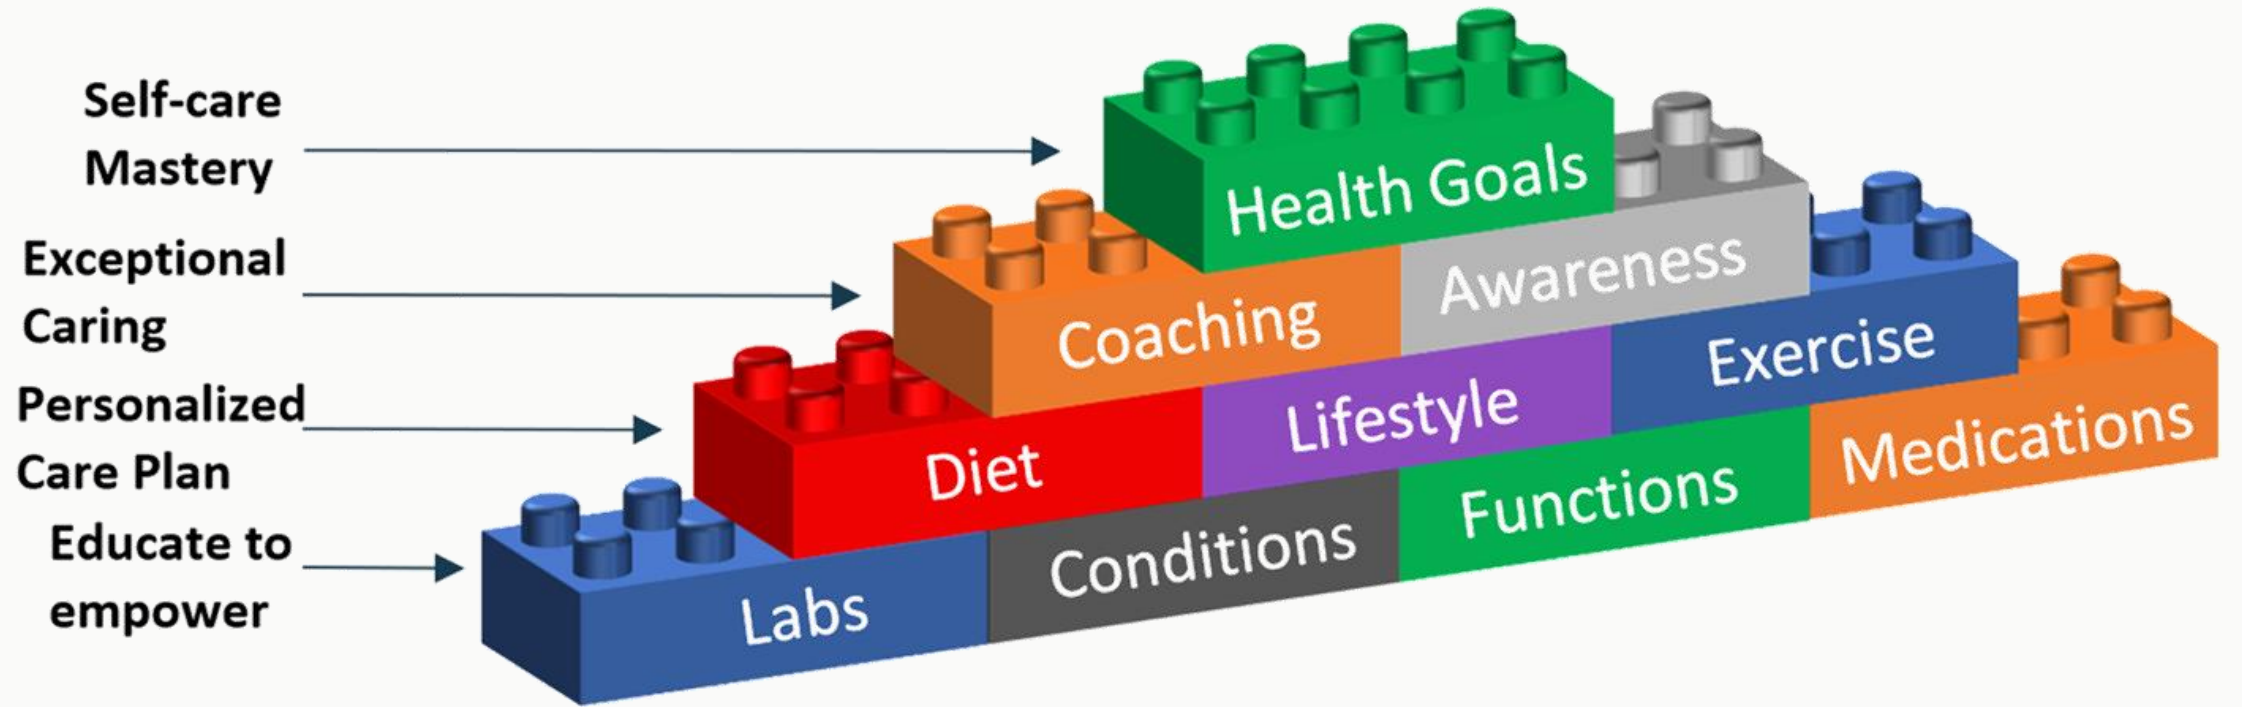 Self-care
Mastery
Health Goals
Exceptional
Caring
Coaching
Awareness
Personalized
Care Plan
Diet
Lifestyle
Exercise
Educate to
empower
Labs
Conditions
Functions
Medications